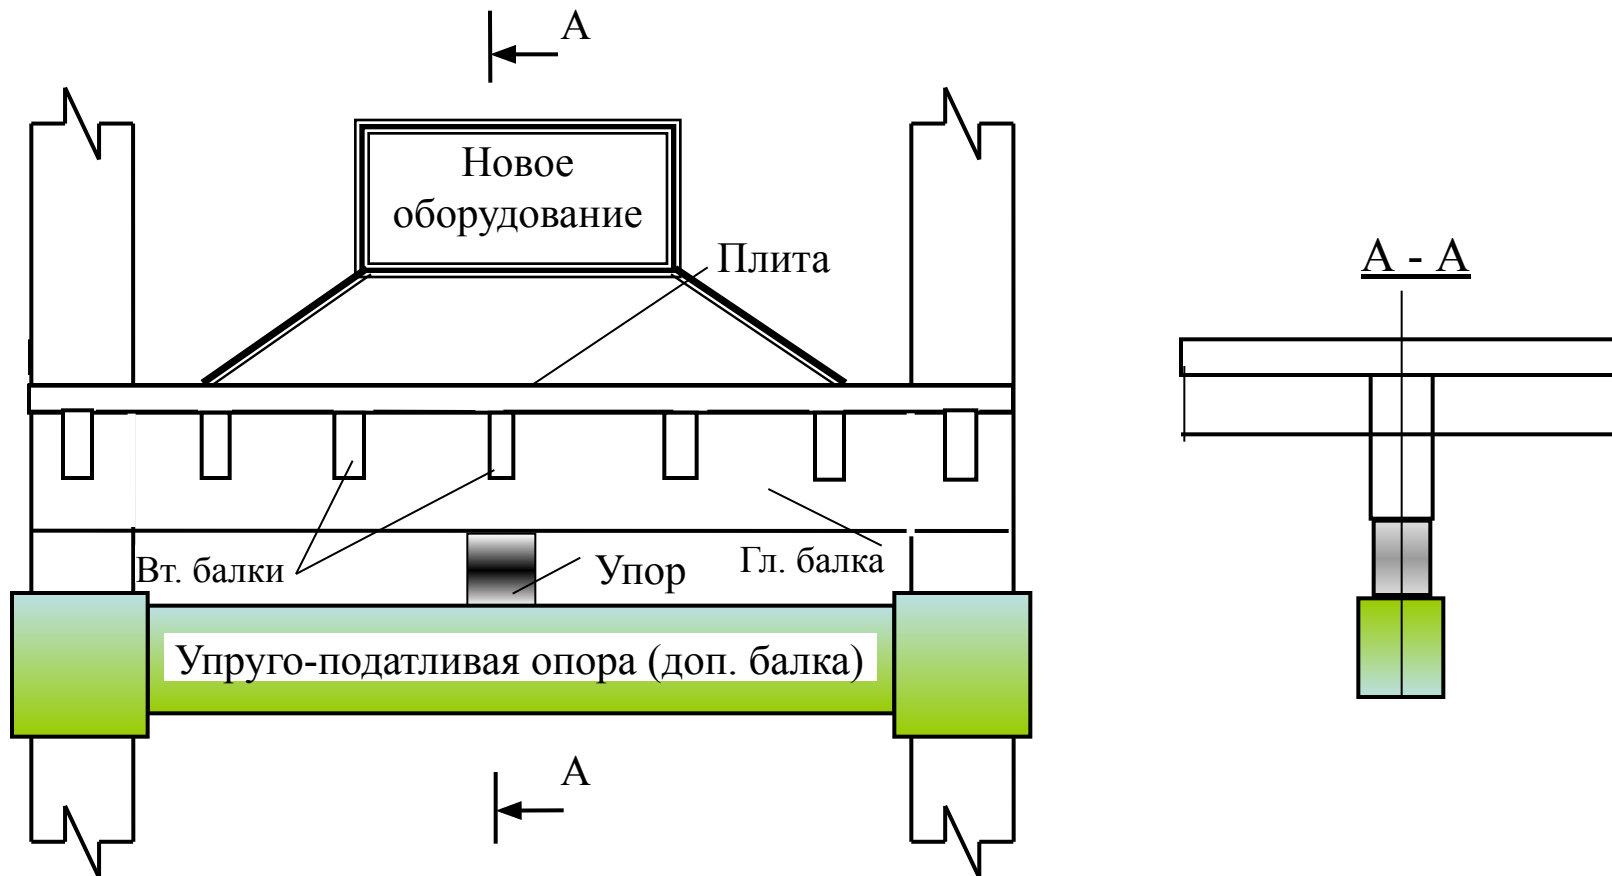 А
Новое
оборудование
Плита
А - А
Вт. балки
Упор
Гл. балка
Упруго-податливая опора (доп. балка)
А